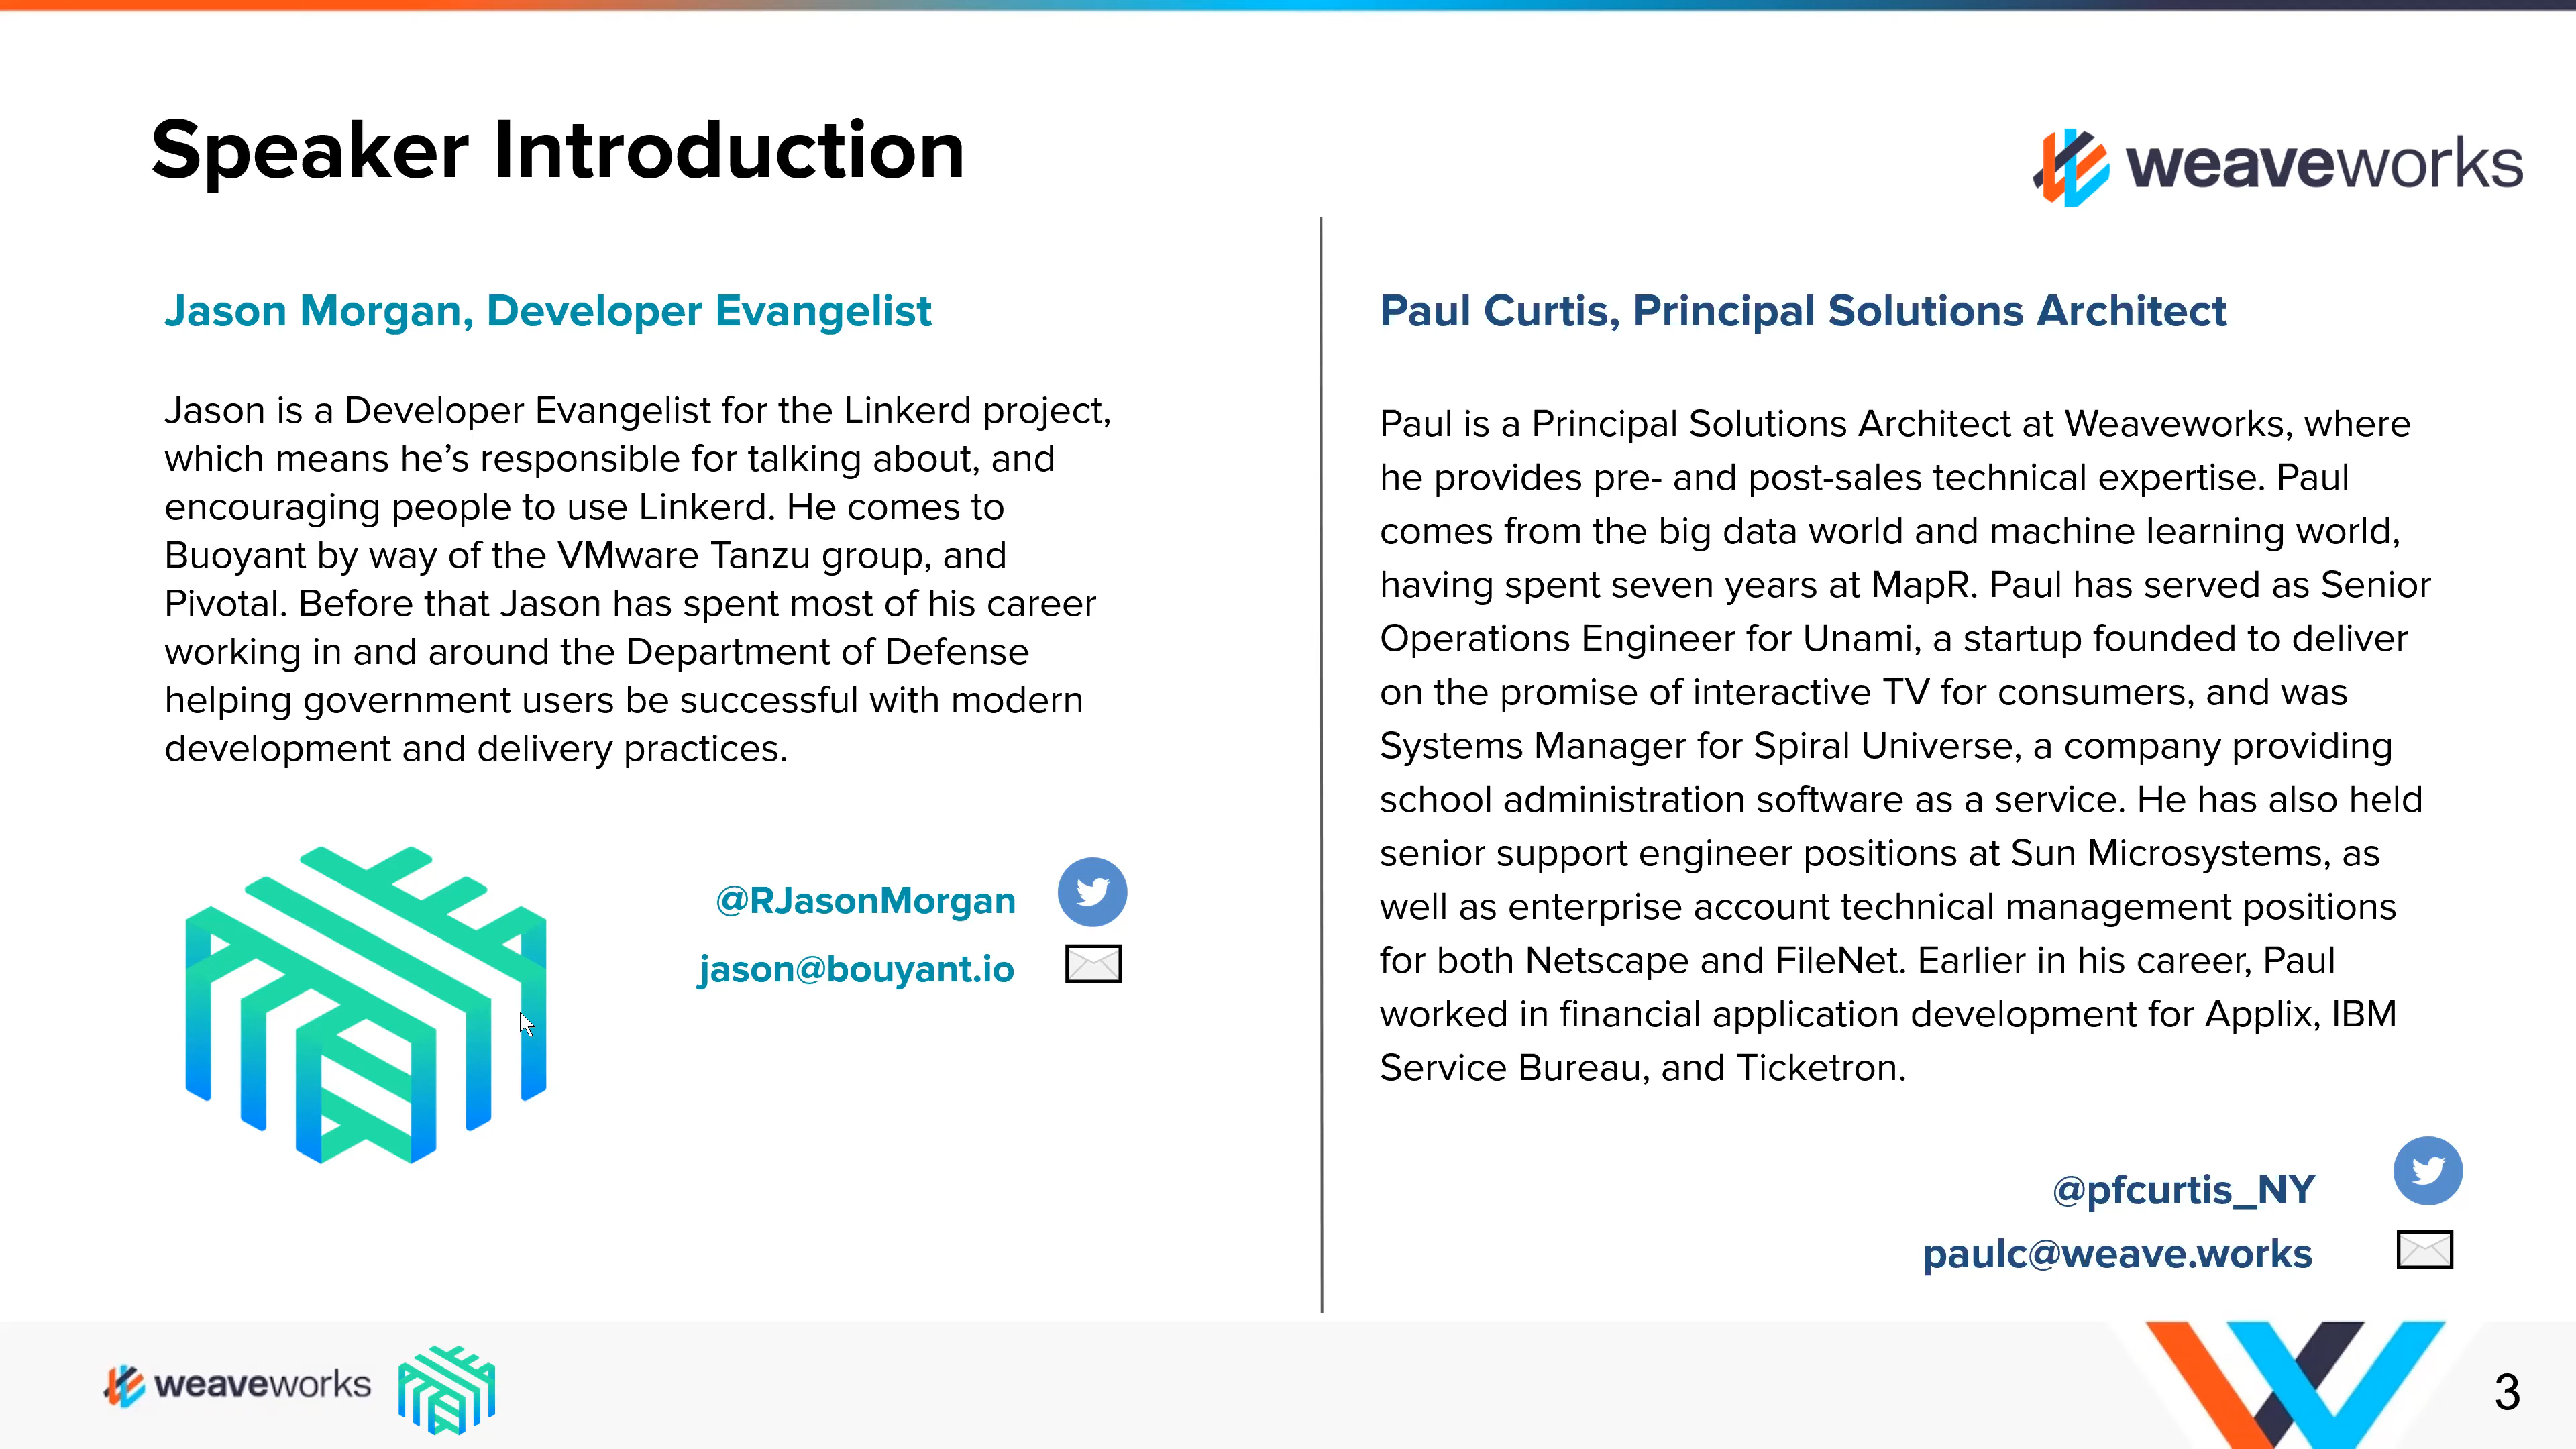 Speaker Introduction
weaveworks
Jason Morgan, Developer Evangelist
Jason is a Developer Evangelist for the Linkerd project,
which means he’s responsible for talking about, and
encouraging people to use Linkerd. He comes to
Buoyant by way of the VMware Tanzu group, and
Pivotal. Before that Jason has spent most of his career
working in and around the Department of Defense
helping government users be successful with modern
development and delivery practices.
@RJasonMorgan
jason@bouyant.io
Paul Curtis, Principal Solutions Architect
Paul is a Principal Solutions Architect at Weaveworks, where
he provides pre- and post-sales technical expertise. Paul
comes from the big data world and machine learning world,
having spent seven years at MapR. Paul has served as Senior
Operations Engineer for Unami, a startup founded to deliver
on the promise of interactive TV for consumers, and was
Systems Manager for Spiral Universe, a company providing
school administration software as a service. He has also held
senior support engineer positions at Sun Microsystems, as
well as enterprise account technical management positions
for both Netscape and FileNet. Earlier in his career, Paul
worked in financial application development for Applix, IBM
Service Bureau, and Ticketron.
@pfcurtis_NY
paulc@weave.works
weaveworks
3